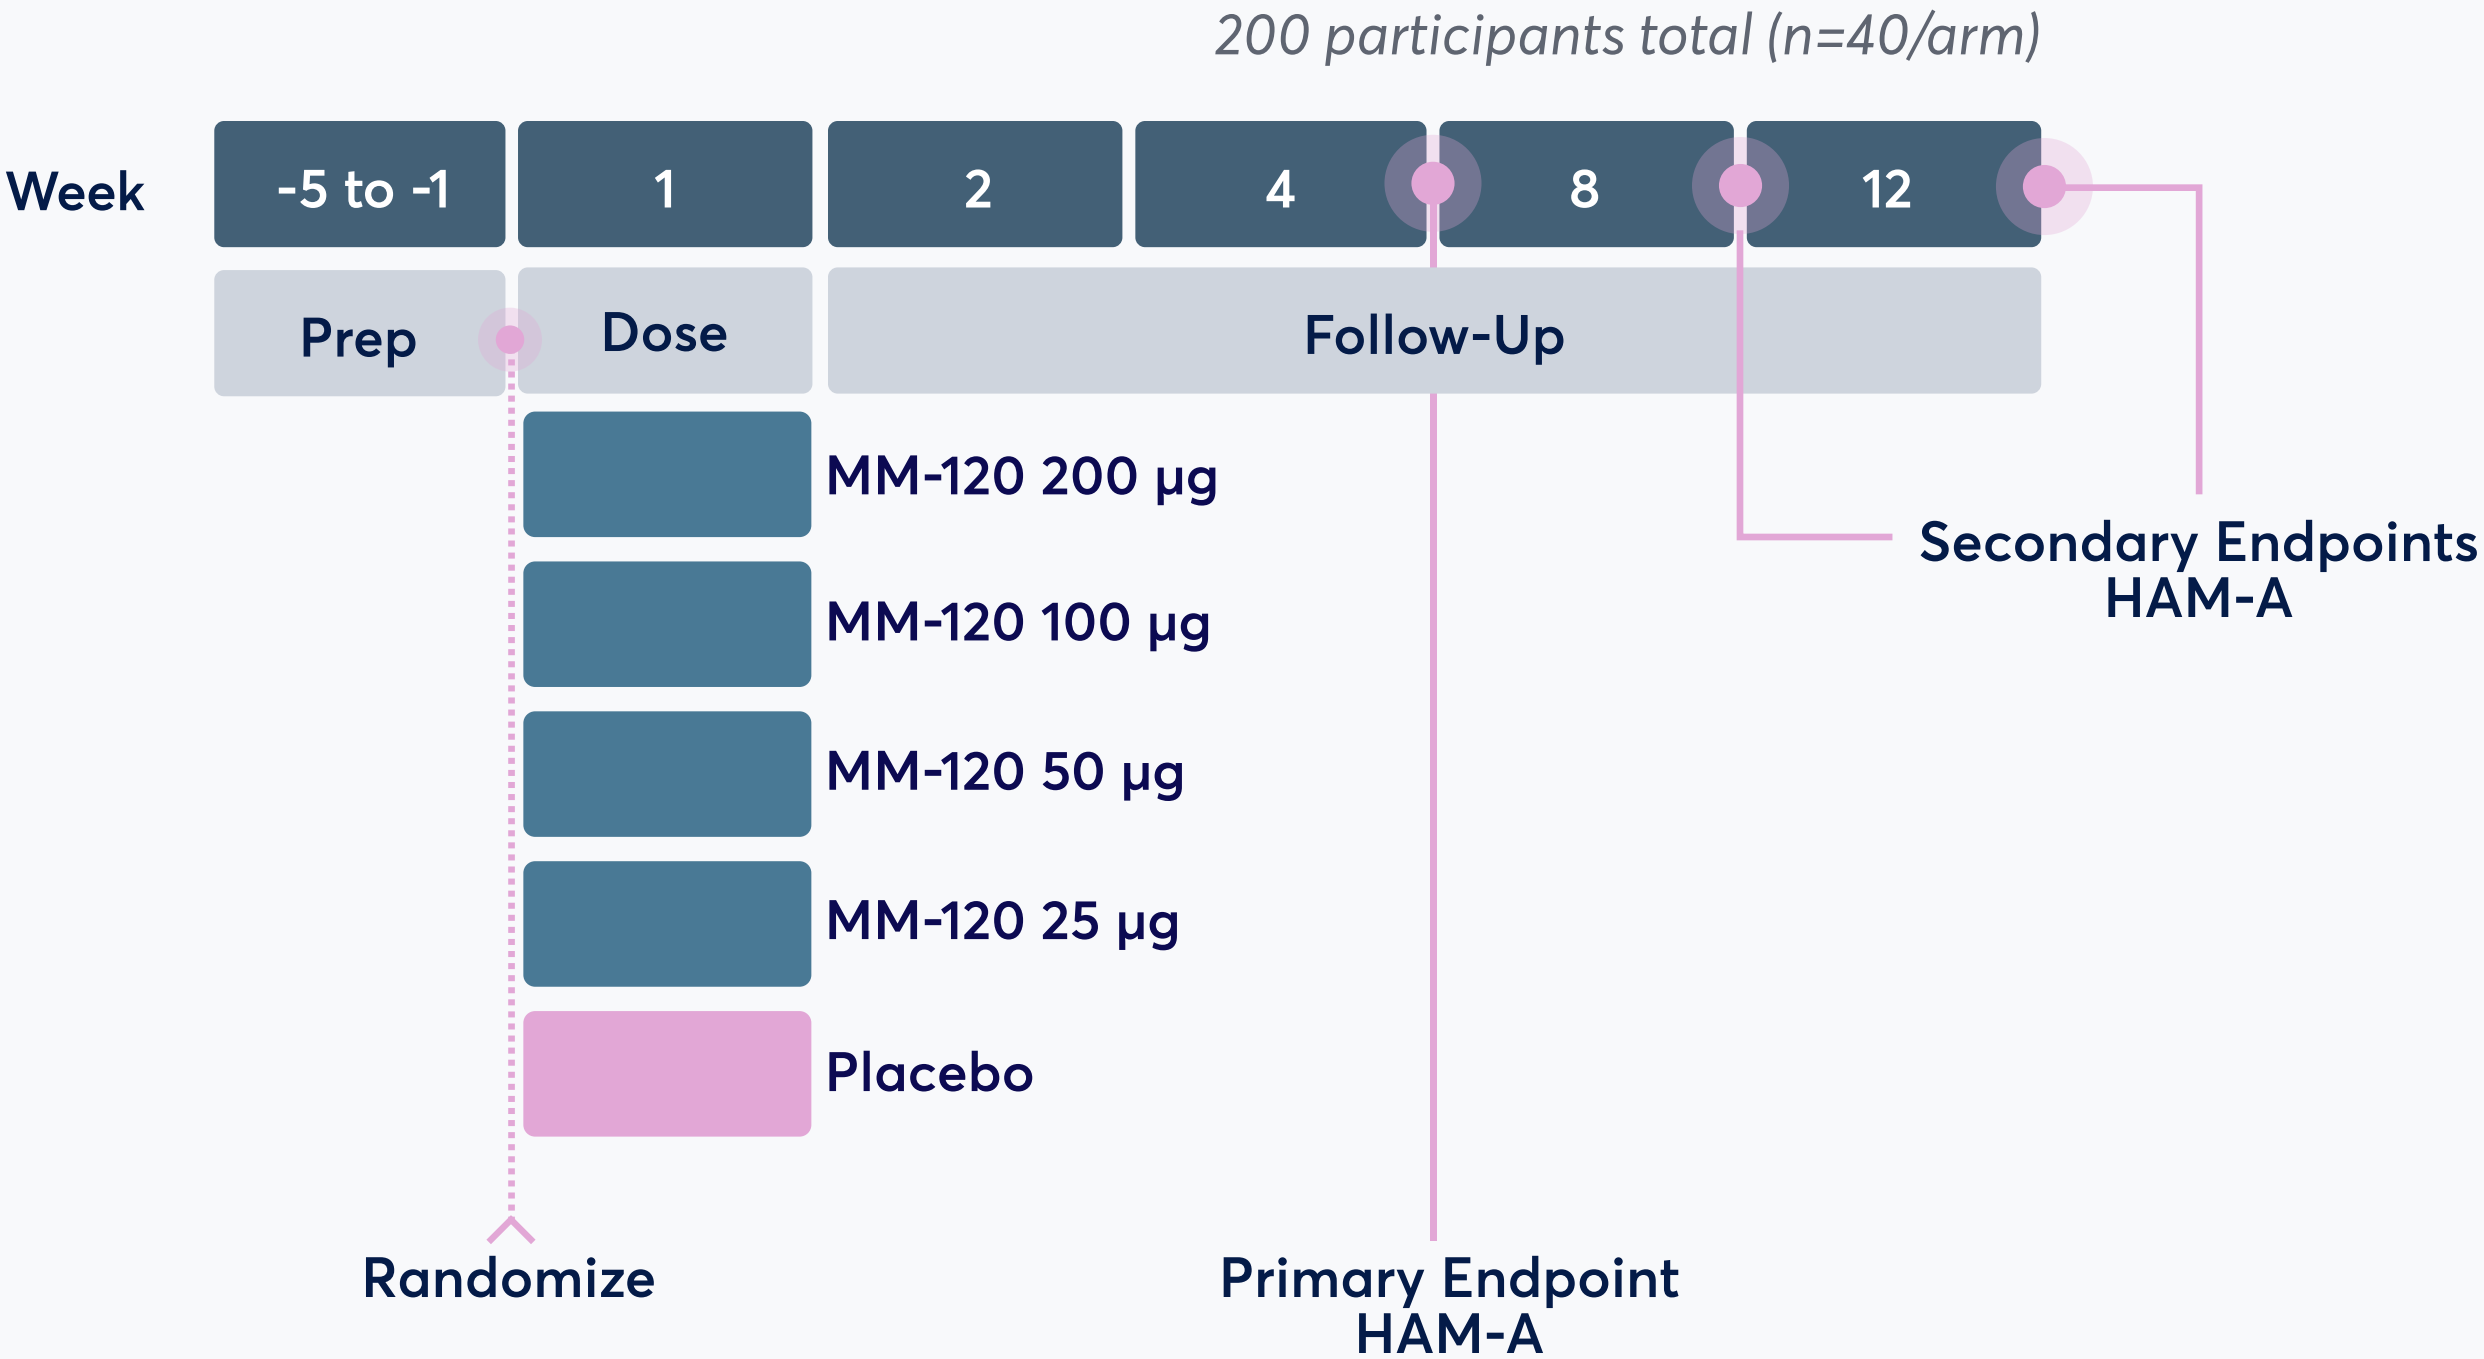 200 participants total (n=40/arm)
Week
-5 to -1
1
2
4
8
12
Prep
Dose
Follow-Up
MM-120 200 µg
MM-120 100 µg
MM-120 50 µg
MM-120 25 µg
Placebo
Secondary Endpoints
HAM-A
Randomize
Primary Endpoint
HAM-A